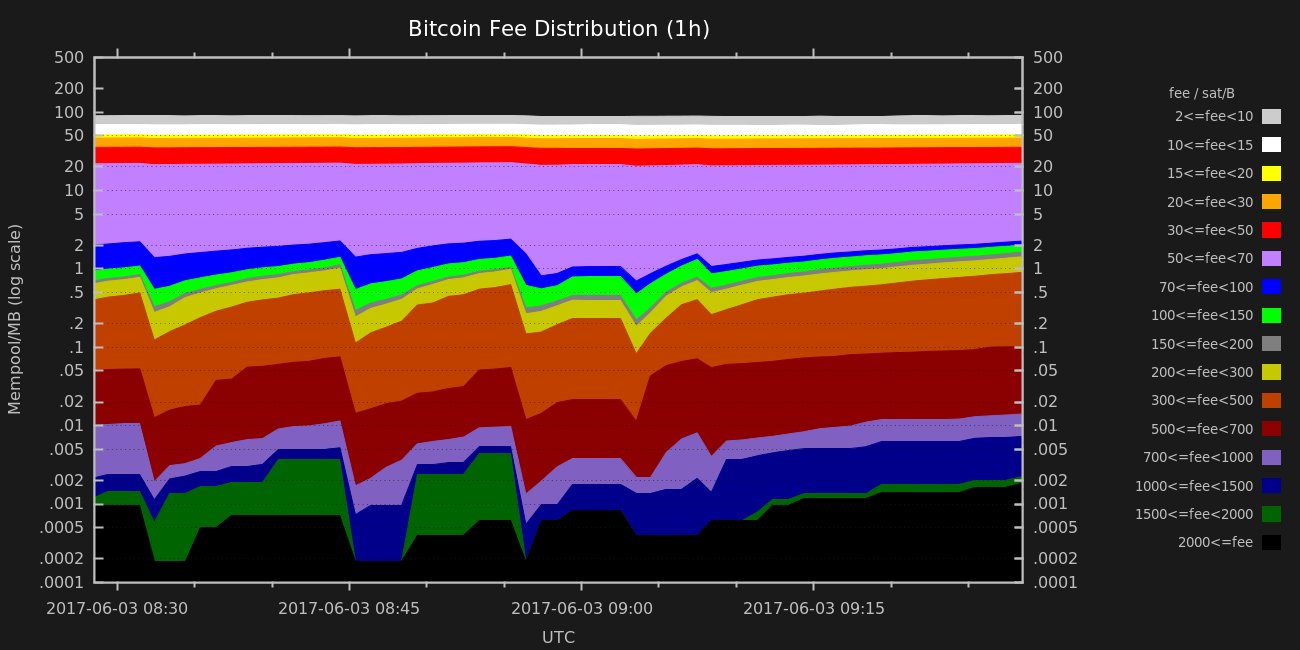 Bitcoin Fee Distribution (1h)
500
200
100
50
20
10
5
2
1
.5
.2
.1
.05
.02
.01
.005
.002
.001
.0005
.0002
.0001
Mempool/MB (log scale)
500
200
100
50
20
10
5
2
1
.5
.2
.1
.05
.02
.01
.005
.002
.001
.0005
.0002
.0001
2017-06-03 08:30
2017-06-03 08:45
2017-06-03 09:00
2017-06-03 09:15
UTC
fee / sat/B
2<=fee<10
10<=fee<15
15<=fee<20
20<=fee<30
30<=fee<50
50<=fee<70
70<=fee<100
100<=fee<150
150<=fee<200
200<=fee<300
300<=fee<500
500<=fee<700
700<=fee<1000
1000<=fee<1500
1500<=fee<2000
2000<=fee